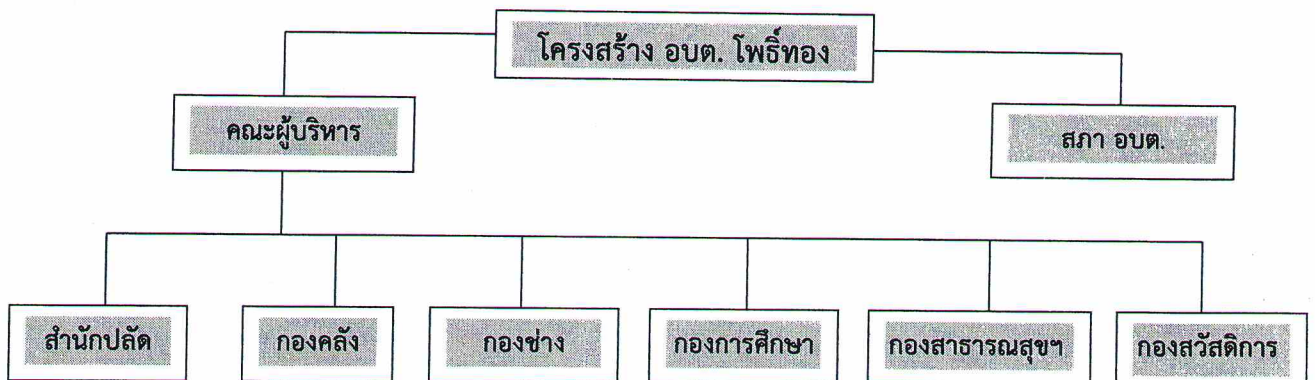 โครงสร้าง อบต. โพธิ์ทอง
คณะผู้บริหาร
สภา อบต.
สำนักปลัด
กองคลัง
กองช่าง
กองการศึกษา
กองสาธารณสุขฯ
กองสวัสดิการ